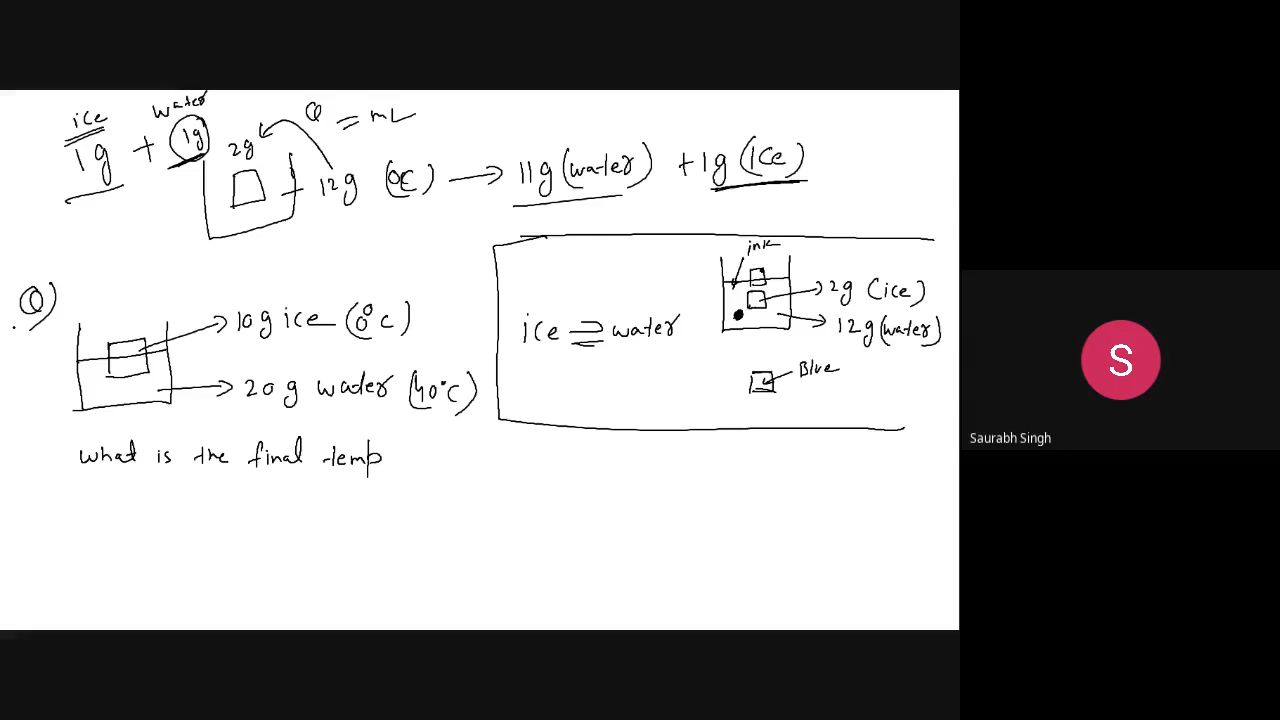 ice
water
1g + 1g
2g
Q = mL
12g (0C) → 11g (water) + 1g (Ice)
Q)
10g ice (0°C)
20g water (40°C)
what is the final temp
ink
2g (ice)
12g (water)
ice ⇌ water
Blue
S
Saurabh Singh